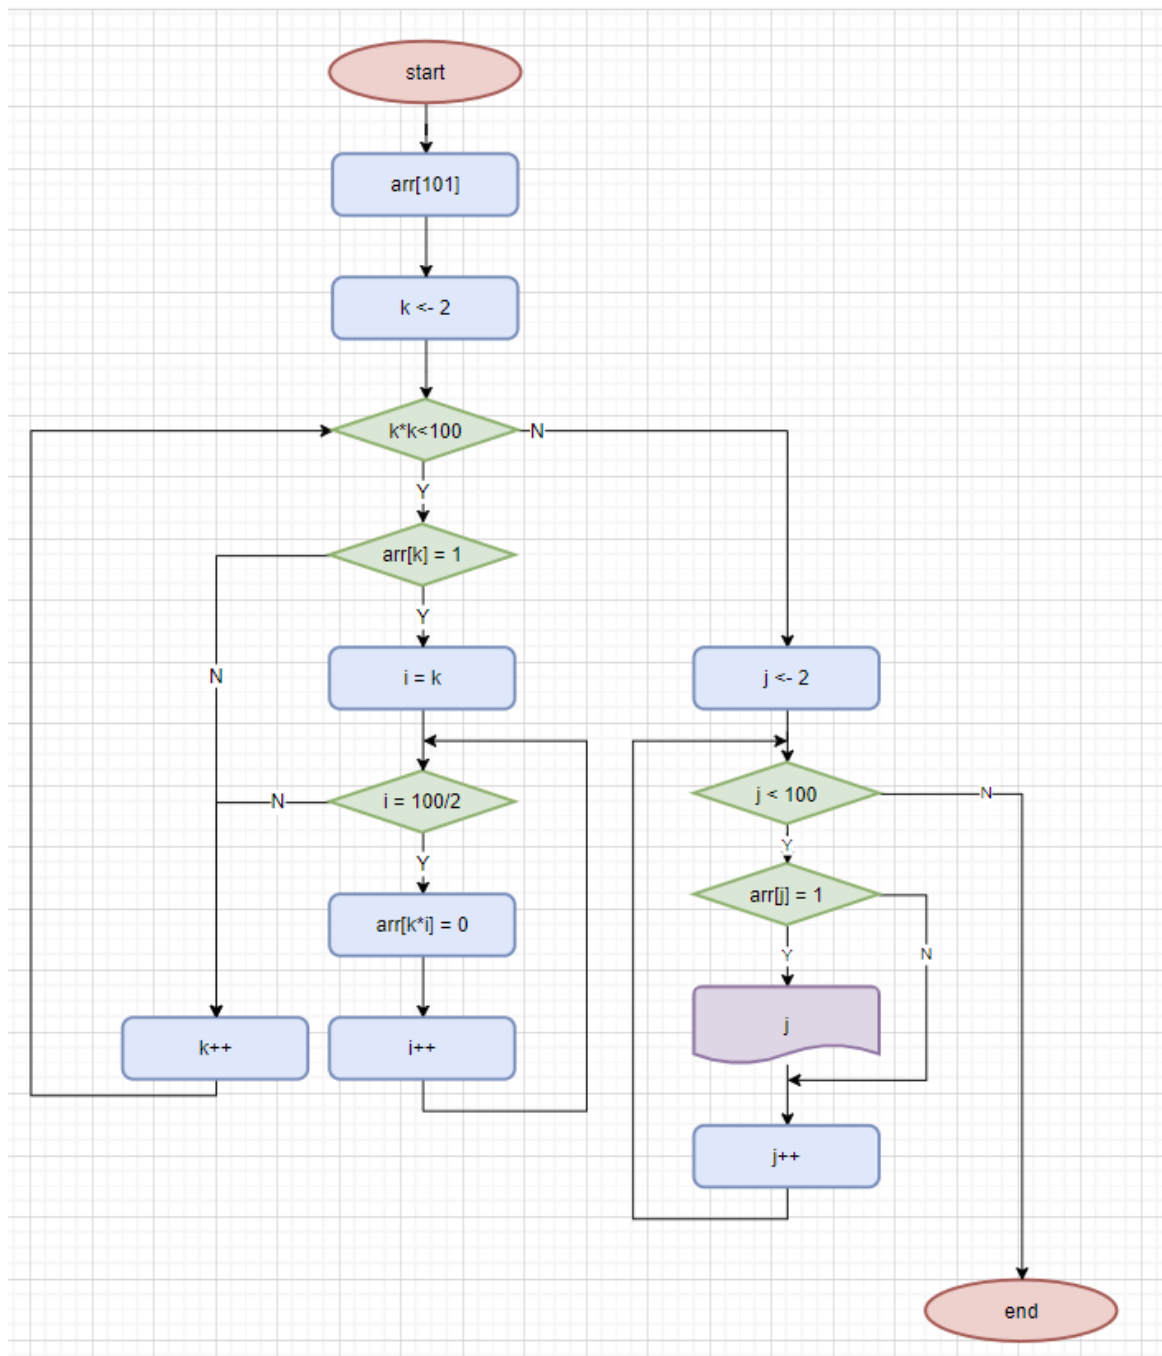 start
arr[101]
k <- 2
k*k<100
N
Y
arr[k] = 1
Y
N
i = k
i = 100/2
N
Y
arr[k*i] = 0
k++
i++
j <- 2
j < 100
N
Y
arr[j] = 1
Y
N
j
j++
end